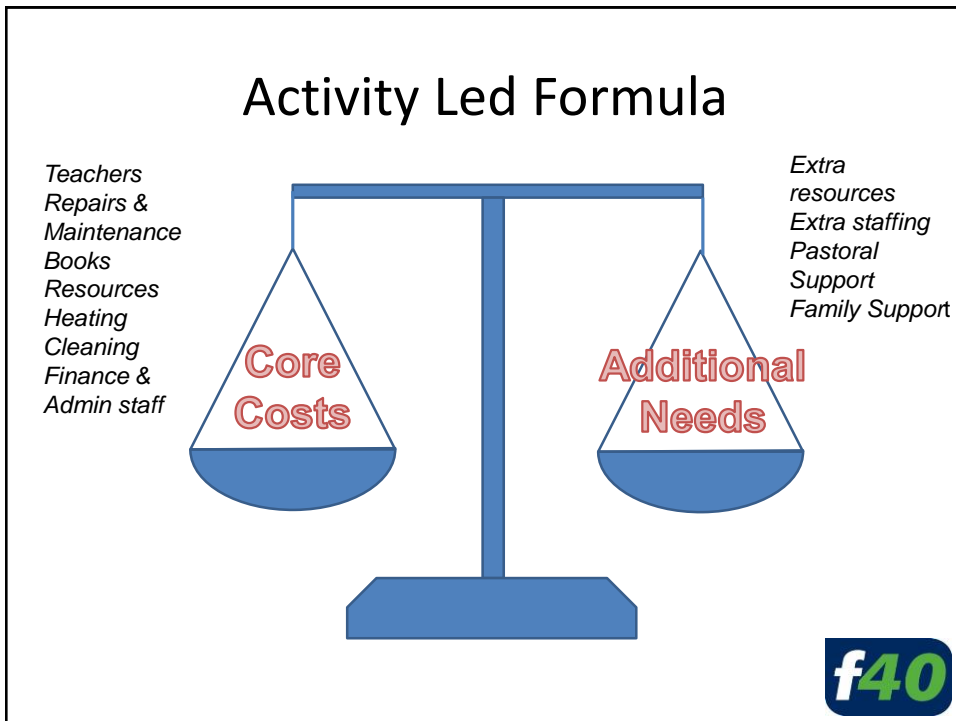 Activity Led Formula
Teachers
Repairs &
Maintenance
Books
Resources
Heating
Cleaning
Finance &
Admin staff
Extra
resources
Extra staffing
Pastoral
Support
Family Support
Core
Costs
Additional
Needs
f40